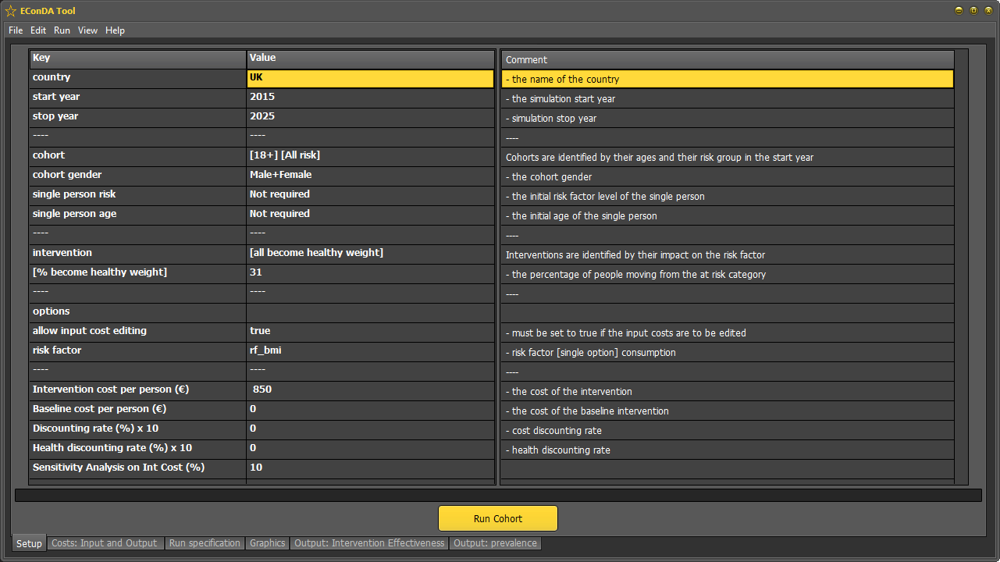 EConDA Tool
File Edit Run View Help
Key Value Comment
country UK - the name of the country
start year 2015 - the simulation start year
stop year 2025 - simulation stop year
---- ---- ----
cohort [18+] [All risk] Cohorts are identified by their ages and their risk group in the start year
cohort gender Male+Female - the cohort gender
single person risk Not required - the initial risk factor level of the single person
single person age Not required - the initial age of the single person
---- ---- ----
intervention [all become healthy weight] Interventions are identified by their impact on the risk factor
[% become healthy weight] 31 - the percentage of people moving from the at risk category
---- ---- ----
options
allow input cost editing true - must be set to true if the input costs are to be edited
risk factor rf_bmi - risk factor [single option] consumption
---- ---- ----
Intervention cost per person (€) 850 - the cost of the intervention
Baseline cost per person (€) 0 - the cost of the baseline intervention
Discounting rate (%) x 10 0 - cost discounting rate
Health discounting rate (%) x 10 0 - health discounting rate
Sensitivity Analysis on Int Cost (%) 10
Run Cohort
Setup Costs: Input and Output Run specification Graphics Output: Intervention Effectiveness Output: prevalence